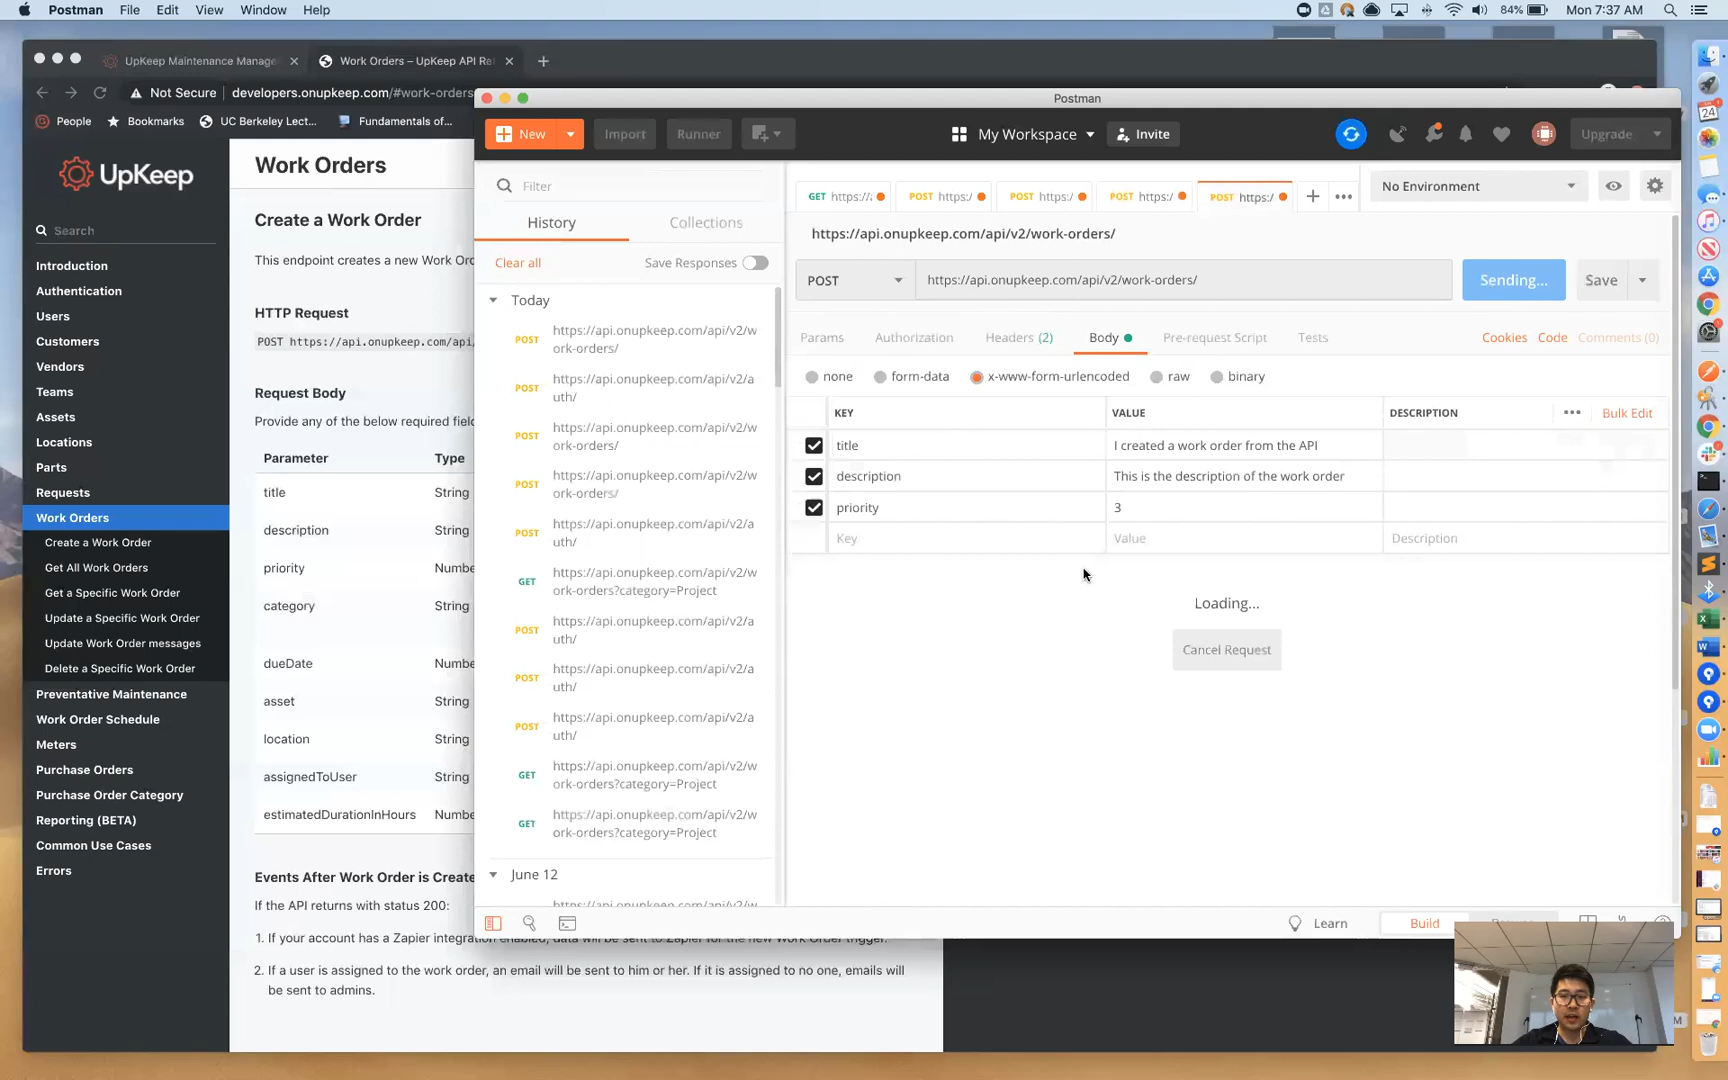 Postman File Edit View Window Help
84% Mon 7:37 AM
UpKeep Maintenance Manage
Work Orders – UpKeep API Re
Not Secure developers.onupkeep.com/#work-orders
People Bookmarks UC Berkeley Lect... Fundamentals of...
UpKeep
Search
Introduction
Authentication
Users
Customers
Vendors
Teams
Assets
Locations
Parts
Requests
Work Orders
Create a Work Order
Get All Work Orders
Get a Specific Work Order
Update a Specific Work Order
Update Work Order messages
Delete a Specific Work Order
Preventative Maintenance
Work Order Schedule
Meters
Purchase Orders
Purchase Order Category
Reporting (BETA)
Common Use Cases
Errors
Work Orders
Create a Work Order
This endpoint creates a new Work Ord
HTTP Request
POST https://api.onupkeep.com/api/
Request Body
Provide any of the below required field
Parameter Type
title String
description String
priority Numbe
category String
dueDate Numbe
asset String
location String
assignedToUser String
estimatedDurationInHours Numbe
Events After Work Order is Create
If the API returns with status 200:
1. If your account has a Zapier integration enabled, data will be sent to Zapier for the new Work Order trigger.
2. If a user is assigned to the work order, an email will be sent to him or her. If it is assigned to no one, emails will
be sent to admins.
Postman
New Import Runner My Workspace Invite Upgrade
Filter
History Collections
Clear all Save Responses
Today
POST https://api.onupkeep.com/api/v2/w
ork-orders/
POST https://api.onupkeep.com/api/v2/a
uth/
POST https://api.onupkeep.com/api/v2/w
ork-orders/
POST https://api.onupkeep.com/api/v2/w
ork-orders/
POST https://api.onupkeep.com/api/v2/a
uth/
GET https://api.onupkeep.com/api/v2/w
ork-orders?category=Project
POST https://api.onupkeep.com/api/v2/a
uth/
POST https://api.onupkeep.com/api/v2/a
uth/
POST https://api.onupkeep.com/api/v2/a
uth/
GET https://api.onupkeep.com/api/v2/w
ork-orders?category=Project
GET https://api.onupkeep.com/api/v2/w
ork-orders?category=Project
June 12
https://api.onupkeep.com/api/v2/w
GET https:// POST https:/ POST https:/ POST https:/ POST https:/
No Environment
https://api.onupkeep.com/api/v2/work-orders/
POST https://api.onupkeep.com/api/v2/work-orders/ Sending... Save
Params Authorization Headers (2) Body Pre-request Script Tests Cookies Code Comments (0)
none form-data x-www-form-urlencoded raw binary
KEY VALUE DESCRIPTION Bulk Edit
title I created a work order from the API
description This is the description of the work order
priority 3
Key Value Description
Loading...
Cancel Request
Learn Build